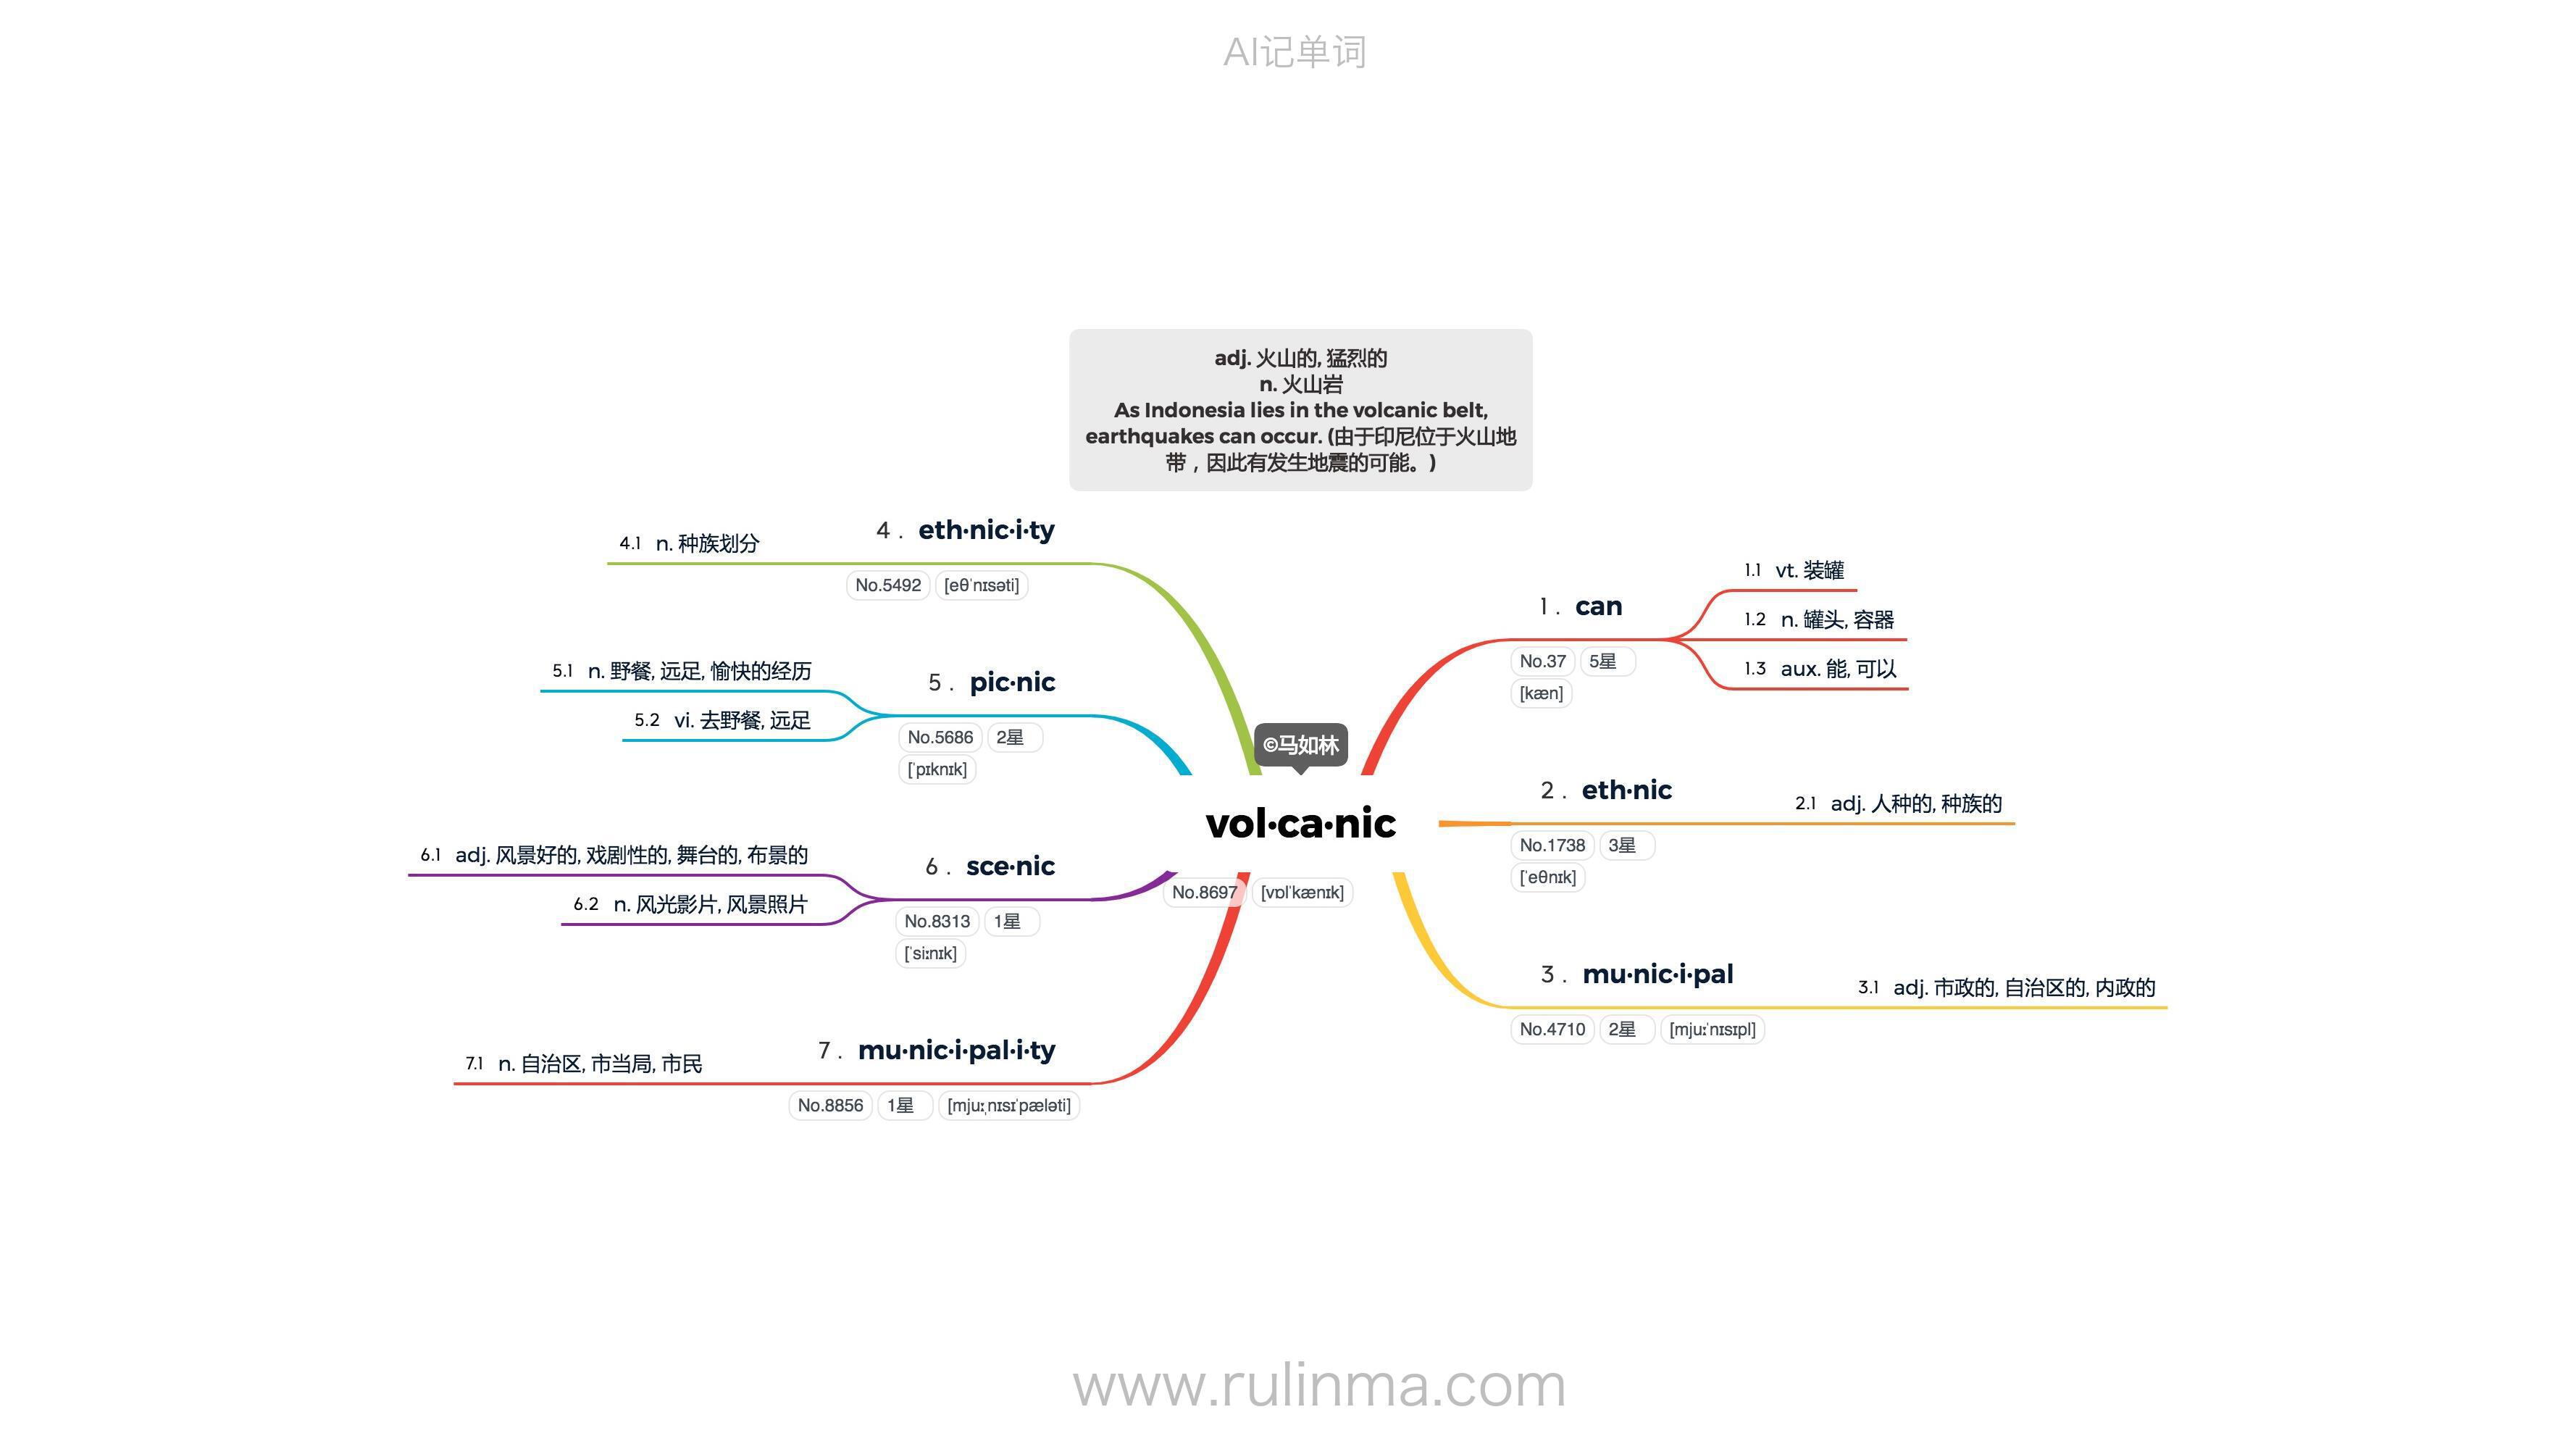 AI记单词
adj. 火山的, 猛烈的
n. 火山岩
As Indonesia lies in the volcanic belt,
earthquakes can occur. (由于印尼位于火山地
带，因此有发生地震的可能。)
©马如林
vol·ca·nic
No.8697 [vɒlˈkænɪk]
1. can
No.37 5星
[kæn]
1.1 vt. 装罐
1.2 n. 罐头, 容器
1.3 aux. 能, 可以
2. eth·nic
No.1738 3星
[ˈeθnɪk]
2.1 adj. 人种的, 种族的
3. mu·nic·i·pal
No.4710 2星 [mjuːˈnɪsɪpl]
3.1 adj. 市政的, 自治区的, 内政的
4. eth·nic·i·ty
No.5492 [eθˈnɪsəti]
4.1 n. 种族划分
5. pic·nic
No.5686 2星
[ˈpɪknɪk]
5.1 n. 野餐, 远足, 愉快的经历
5.2 vi. 去野餐, 远足
6. sce·nic
No.8313 1星
[ˈsiːnɪk]
6.1 adj. 风景好的, 戏剧性的, 舞台的, 布景的
6.2 n. 风光影片, 风景照片
7. mu·nic·i·pal·i·ty
No.8856 1星 [mjuːˌnɪsɪˈpæləti]
7.1 n. 自治区, 市当局, 市民
www.rulinma.com